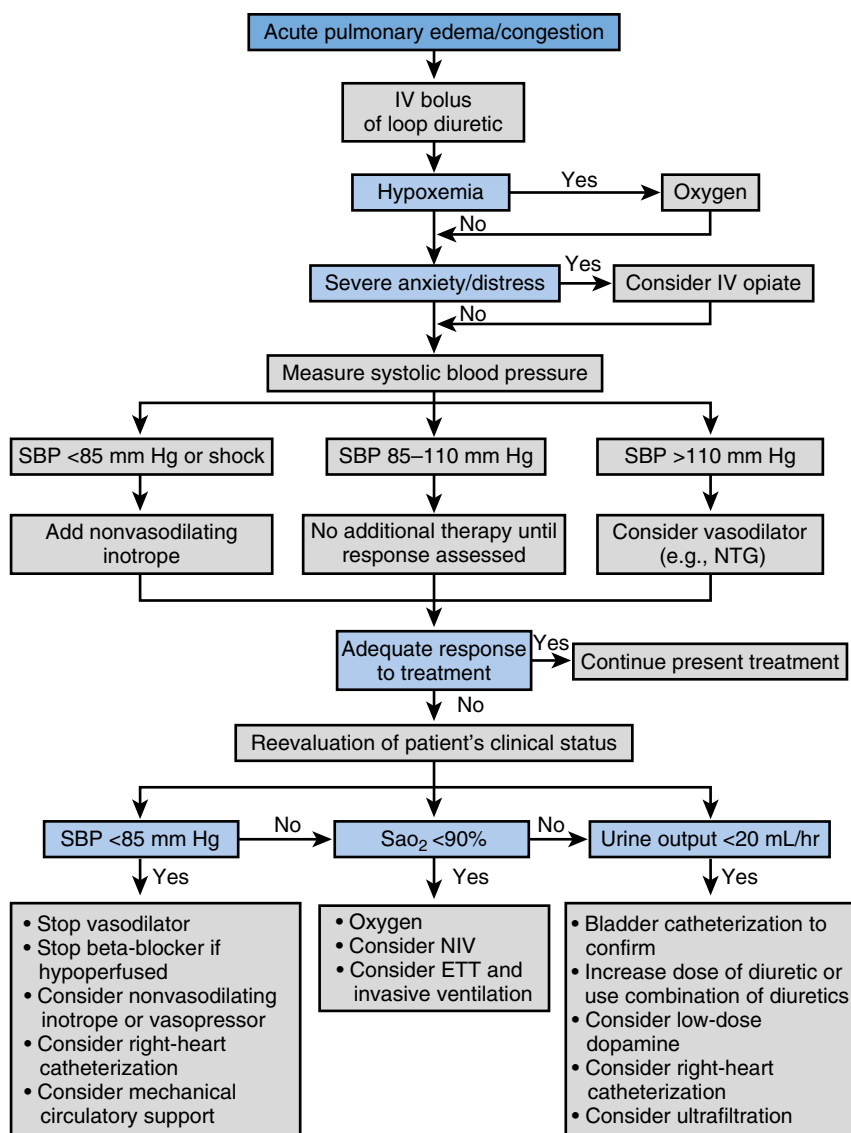 Acute pulmonary edema/congestion
IV bolus
of loop diuretic
Hypoxemia
Yes
Oxygen
No
Severe anxiety/distress
Yes
Consider IV opiate
No
Measure systolic blood pressure
SBP <85 mm Hg or shock
SBP 85–110 mm Hg
SBP >110 mm Hg
Add nonvasodilating
inotrope
No additional therapy until
response assessed
Consider vasodilator
(e.g., NTG)
Adequate response
to treatment
Yes
Continue present treatment
No
Reevaluation of patient's clinical status
SBP <85 mm Hg
No
Sao₂ <90%
No
Urine output <20 mL/hr
Yes
Yes
Yes
• Stop vasodilator
• Stop beta-blocker if
hypoperfused
• Consider nonvasodilating
inotrope or vasopressor
• Consider right-heart
catheterization
• Consider mechanical
circulatory support
• Oxygen
• Consider NIV
• Consider ETT and
invasive ventilation
• Bladder catheterization to
confirm
• Increase dose of diuretic or
use combination of diuretics
• Consider low-dose
dopamine
• Consider right-heart
catheterization
• Consider ultrafiltration